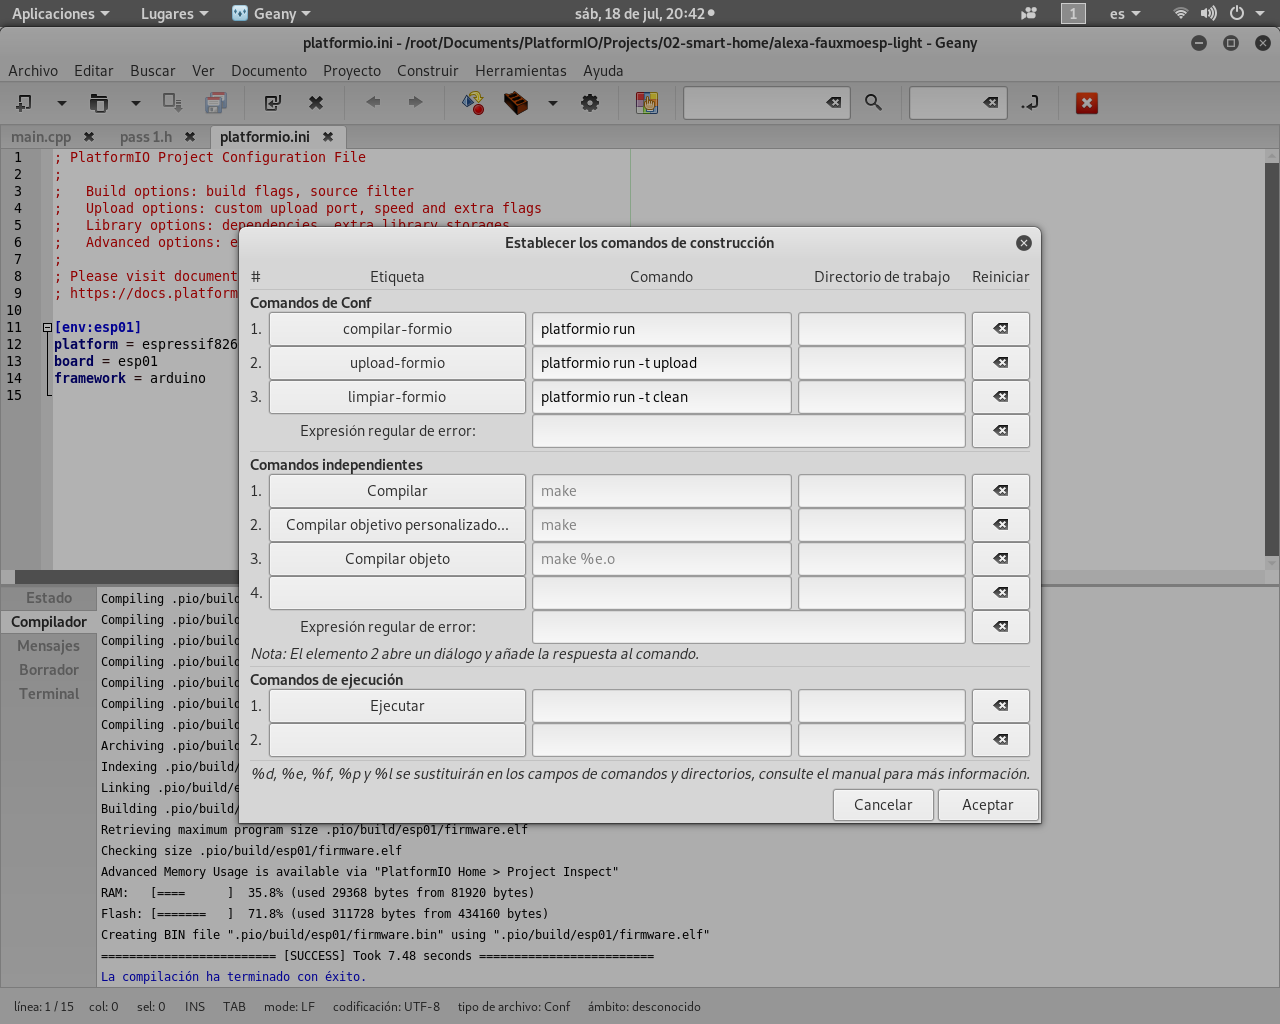 Aplicaciones Lugares Geany sáb, 18 de jul, 20:42 1 es
platformio.ini - /root/Documents/PlatformIO/Projects/02-smart-home/alexa-fauxmoesp-light - Geany
Archivo Editar Buscar Ver Documento Proyecto Construir Herramientas Ayuda
main.cpp pass 1.h platformio.ini
1 ; PlatformIO Project Configuration File
2 ;
3 ;   Build options: build flags, source filter
4 ;   Upload options: custom upload port, speed and extra flags
5 ;   Library options: dependencies, extra library storages
6 ;   Advanced options: e
7 ;
8 ; Please visit document
9 ; https://docs.platform
10
11 [env:esp01]
12 platform = espressif826
13 board = esp01
14 framework = arduino
15
Establecer los comandos de construcción
# Etiqueta Comando Directorio de trabajo Reiniciar
Comandos de Conf
1. compilar-formio platformio run
2. upload-formio platformio run -t upload
3. limpiar-formio platformio run -t clean
Expresión regular de error:
Comandos independientes
1. Compilar make
2. Compilar objetivo personalizado... make
3. Compilar objeto make %e.o
4.
Expresión regular de error:
Nota: El elemento 2 abre un diálogo y añade la respuesta al comando.
Comandos de ejecución
1. Ejecutar
2.
%d, %e, %f, %p y %l se sustituirán en los campos de comandos y directorios, consulte el manual para más información.
Cancelar Aceptar
Estado
Compilador
Mensajes
Borrador
Terminal
Compiling .pio/build
Compiling .pio/build
Compiling .pio/build
Compiling .pio/build
Compiling .pio/build
Compiling .pio/build
Compiling .pio/build
Archiving .pio/build
Indexing .pio/build
Linking .pio/build/e
Building .pio/build
Retrieving maximum program size .pio/build/esp01/firmware.elf
Checking size .pio/build/esp01/firmware.elf
Advanced Memory Usage is available via "PlatformIO Home > Project Inspect"
RAM:   [====      ]  35.8% (used 29368 bytes from 81920 bytes)
Flash: [=======   ]  71.8% (used 311728 bytes from 434160 bytes)
Creating BIN file ".pio/build/esp01/firmware.bin" using ".pio/build/esp01/firmware.elf"
========================= [SUCCESS] Took 7.48 seconds =========================
La compilación ha terminado con éxito.
línea: 1 / 15 col: 0 sel: 0 INS TAB mode: LF codificación: UTF-8 tipo de archivo: Conf ámbito: desconocido